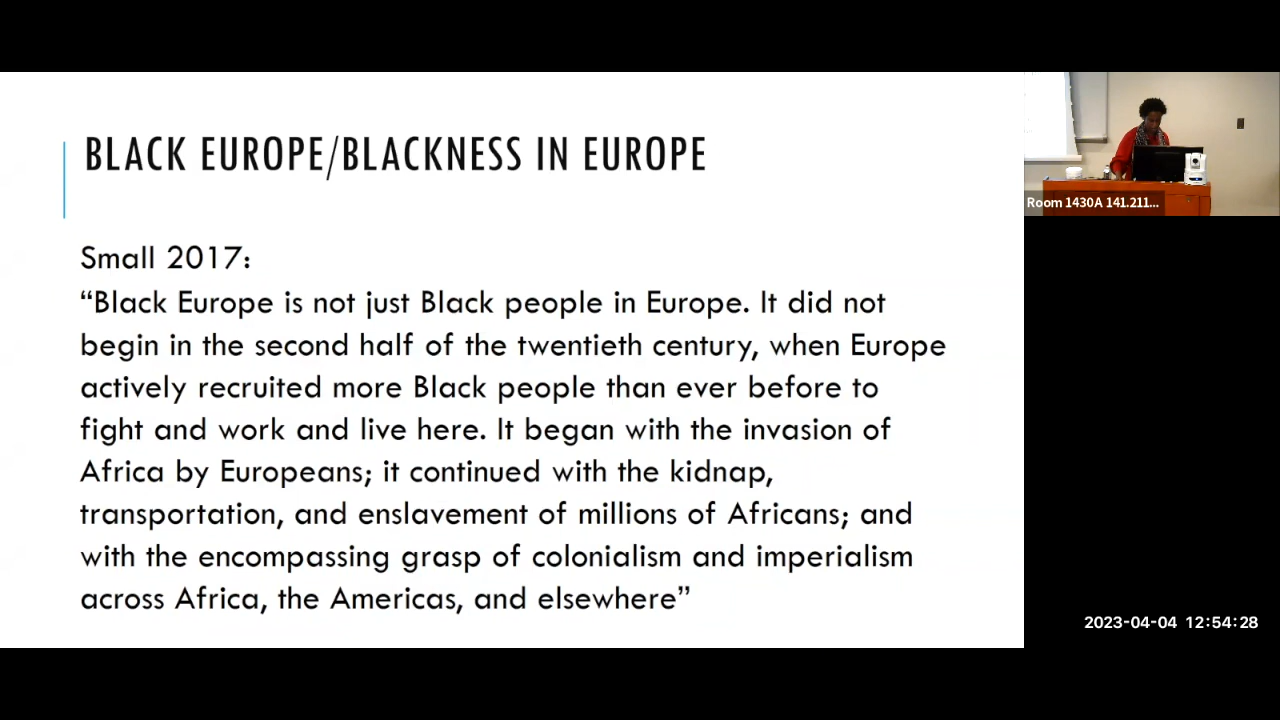 BLACK EUROPE/BLACKNESS IN EUROPE
Small 2017:
“Black Europe is not just Black people in Europe. It did not
begin in the second half of the twentieth century, when Europe
actively recruited more Black people than ever before to
fight and work and live here. It began with the invasion of
Africa by Europeans; it continued with the kidnap,
transportation, and enslavement of millions of Africans; and
with the encompassing grasp of colonialism and imperialism
across Africa, the Americas, and elsewhere”
Room 1430A 141.211...
2023-04-04 12:54:28